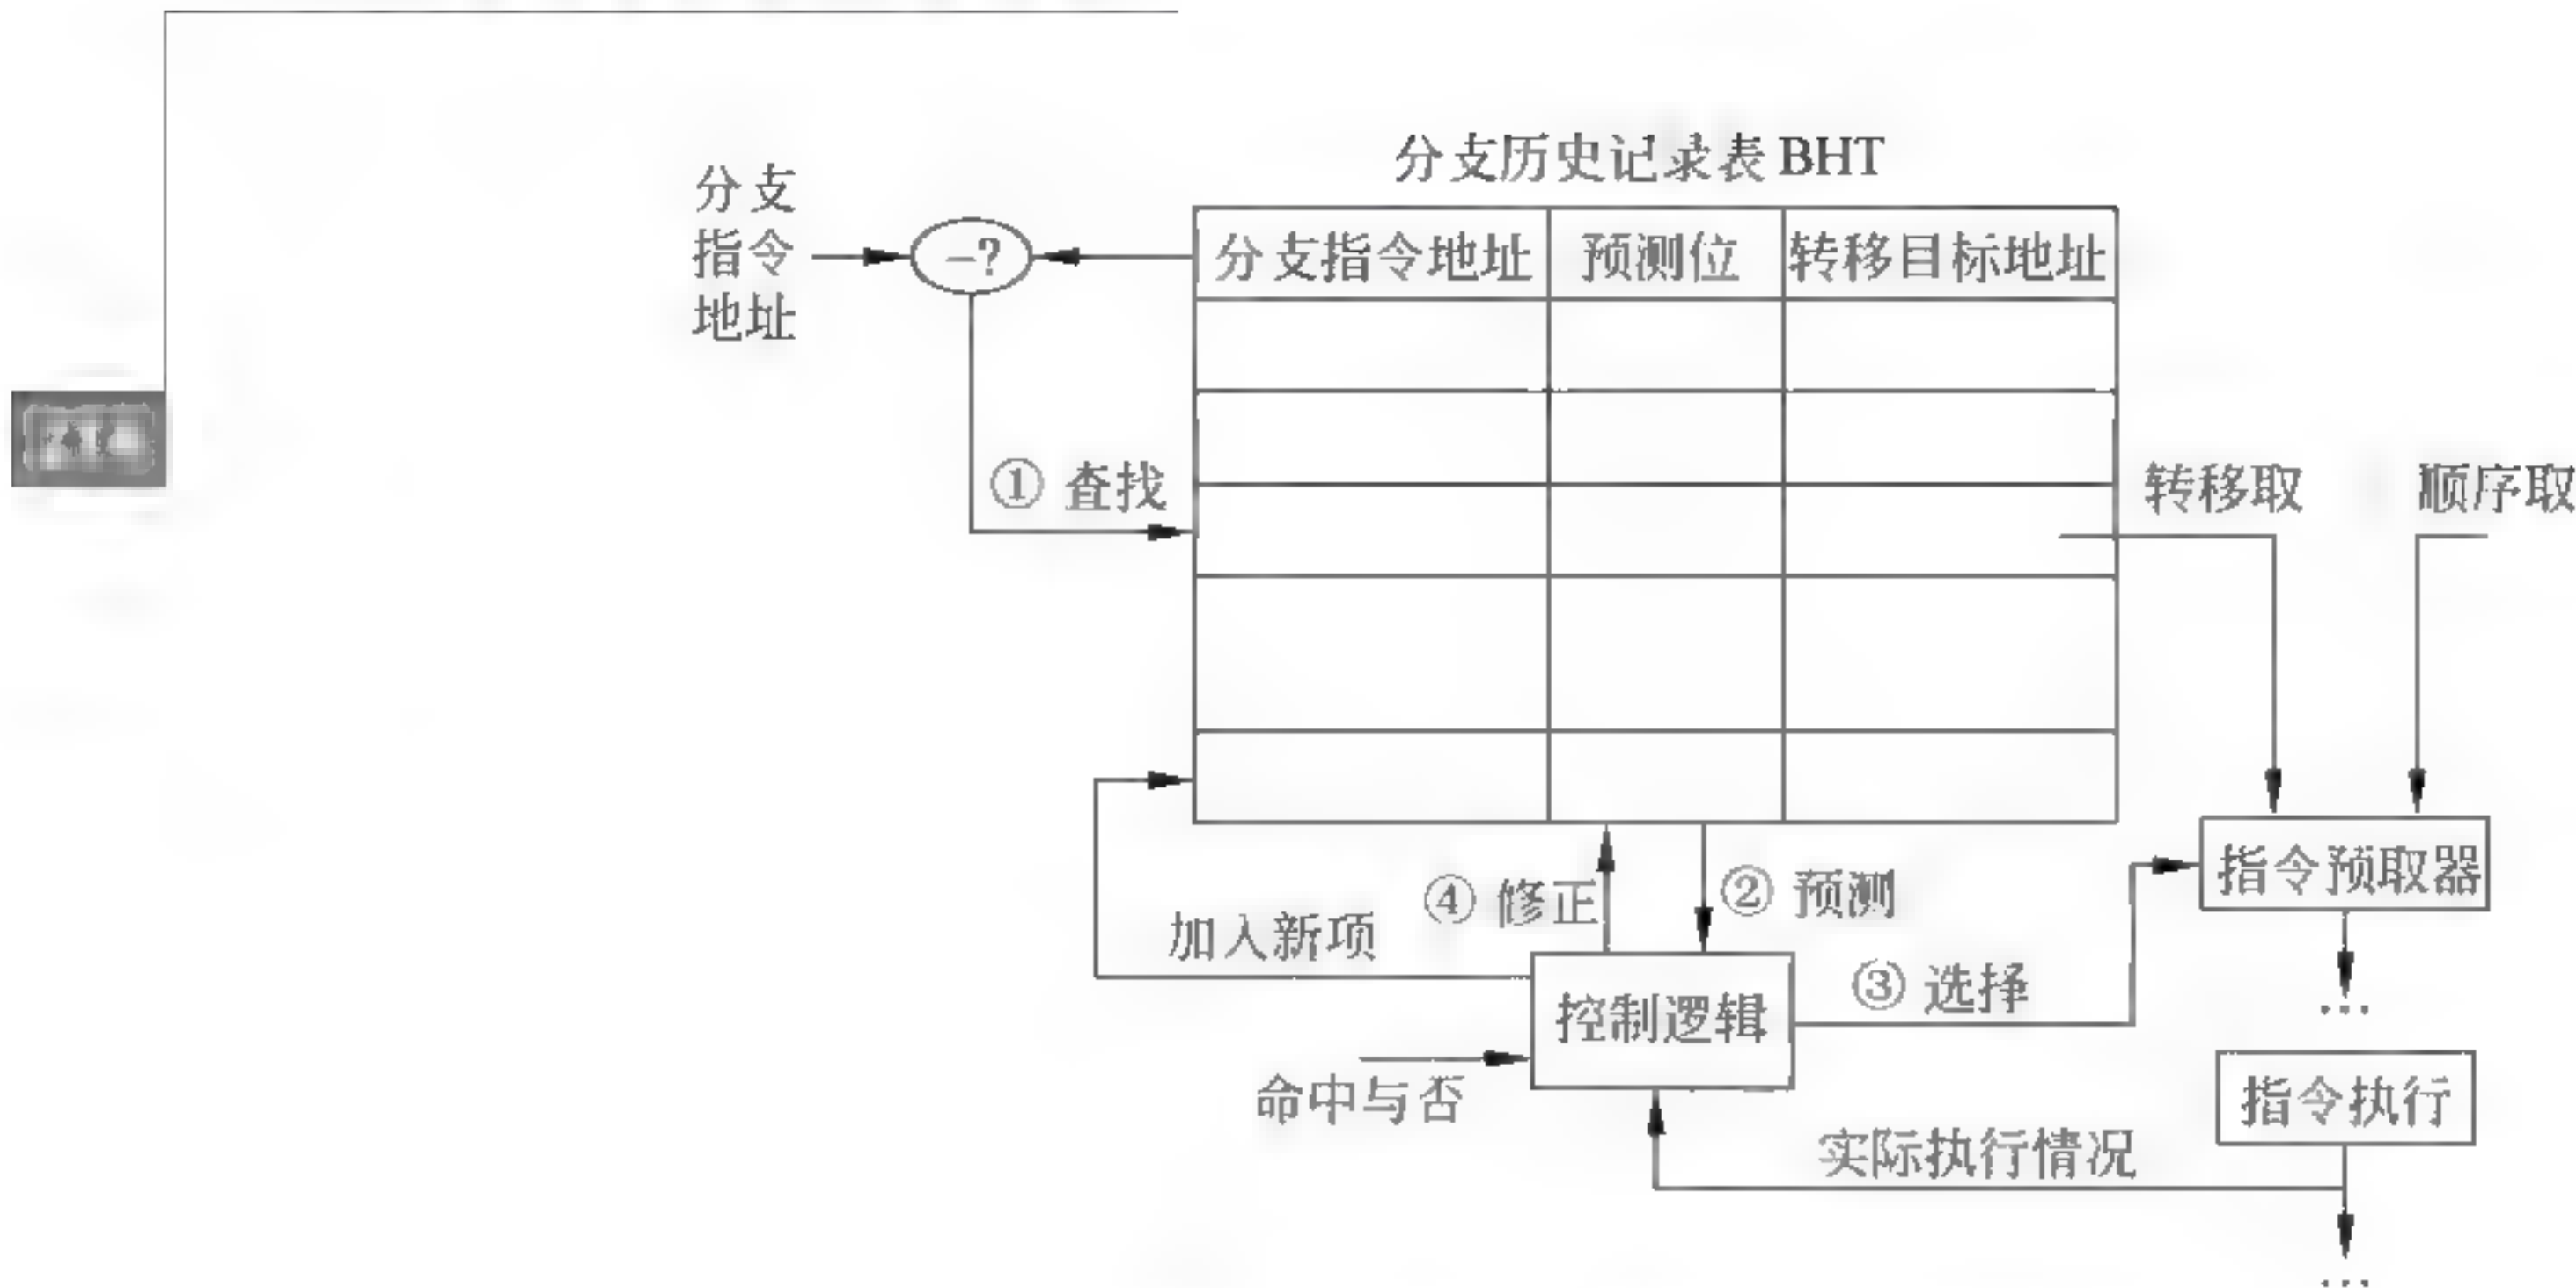 分支历史记录表 BHT
分支
指令
地址
-?
分支指令地址
预测位
转移目标地址
① 查找
转移取
顺序取
④ 修正
② 预测
指令预取器
加入新项
③ 选择
…
控制逻辑
命中与否
指令执行
实际执行情况
…